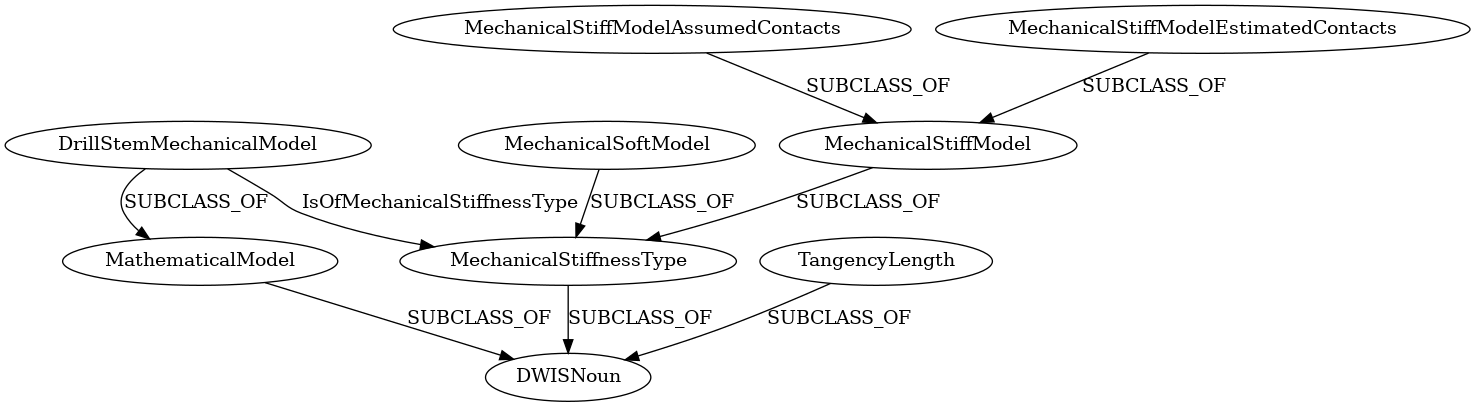 MechanicalStiffModelAssumedContacts
MechanicalStiffModelEstimatedContacts
SUBCLASS_OF
SUBCLASS_OF
DrillStemMechanicalModel
MechanicalSoftModel
MechanicalStiffModel
SUBCLASS_OF
IsOfMechanicalStiffnessType
SUBCLASS_OF
SUBCLASS_OF
MathematicalModel
MechanicalStiffnessType
TangencyLength
SUBCLASS_OF
SUBCLASS_OF
SUBCLASS_OF
DWISNoun